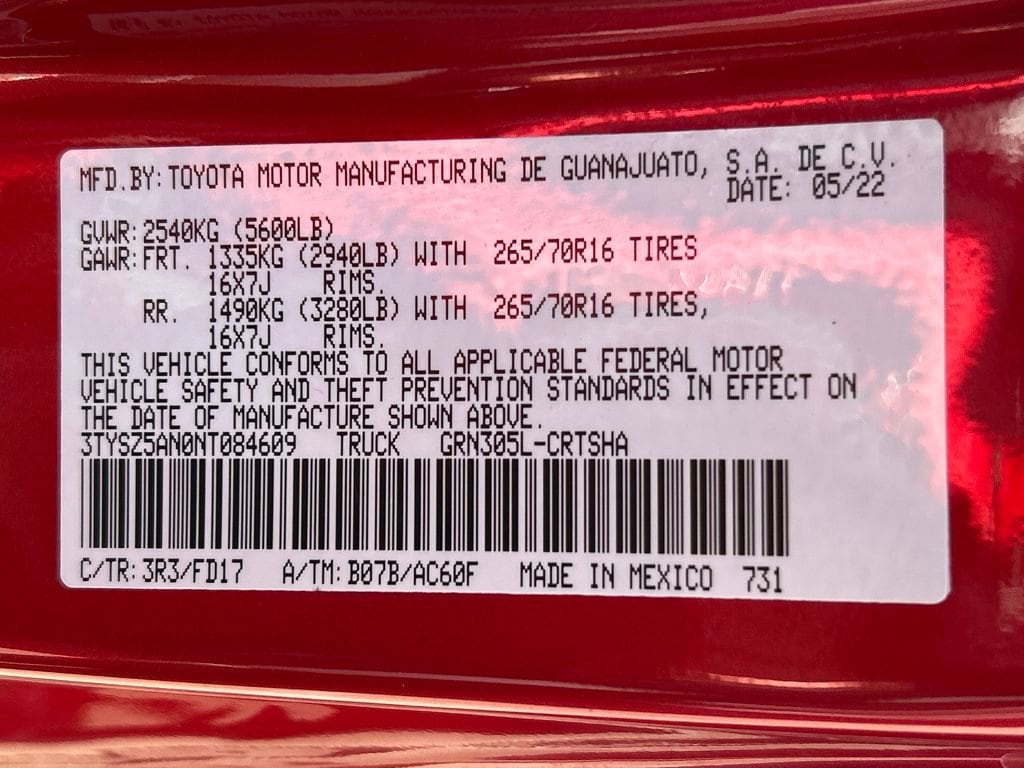 MFD.BY: TOYOTA MOTOR MANUFACTURING DE GUANAJUATO, S.A. DE C.V.
DATE: 05/22
GVWR: 2540KG (5600LB)
GAWR: FRT. 1335KG (2940LB) WITH 265/70R16 TIRES
16X7J RIMS.
RR. 1490KG (3280LB) WITH 265/70R16 TIRES,
16X7J RIMS.
THIS VEHICLE CONFORMS TO ALL APPLICABLE FEDERAL MOTOR
VEHICLE SAFETY AND THEFT PREVENTION STANDARDS IN EFFECT ON
THE DATE OF MANUFACTURE SHOWN ABOVE.
3TYSZ5AN0NT084609 TRUCK GRN305L-CRTSHA
C/TR: 3R3/FD17 A/TM: B07B/AC60F MADE IN MEXICO 731